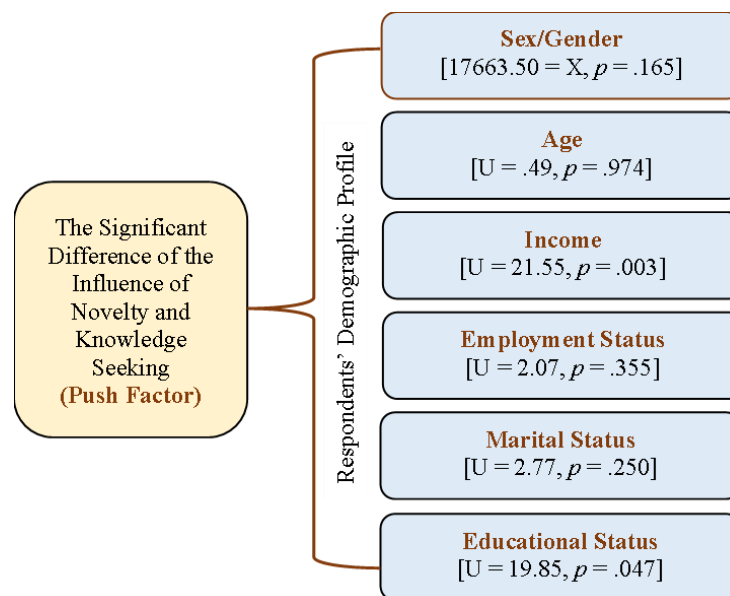 The Significant
Difference of the
Influence of
Novelty and
Knowledge
Seeking
(Push Factor)
Respondents' Demographic Profile
Sex/Gender
[17663.50 = X, p = .165]
Age
[U = .49, p = .974]
Income
[U = 21.55, p = .003]
Employment Status
[U = 2.07, p = .355]
Marital Status
[U = 2.77, p = .250]
Educational Status
[U = 19.85, p = .047]